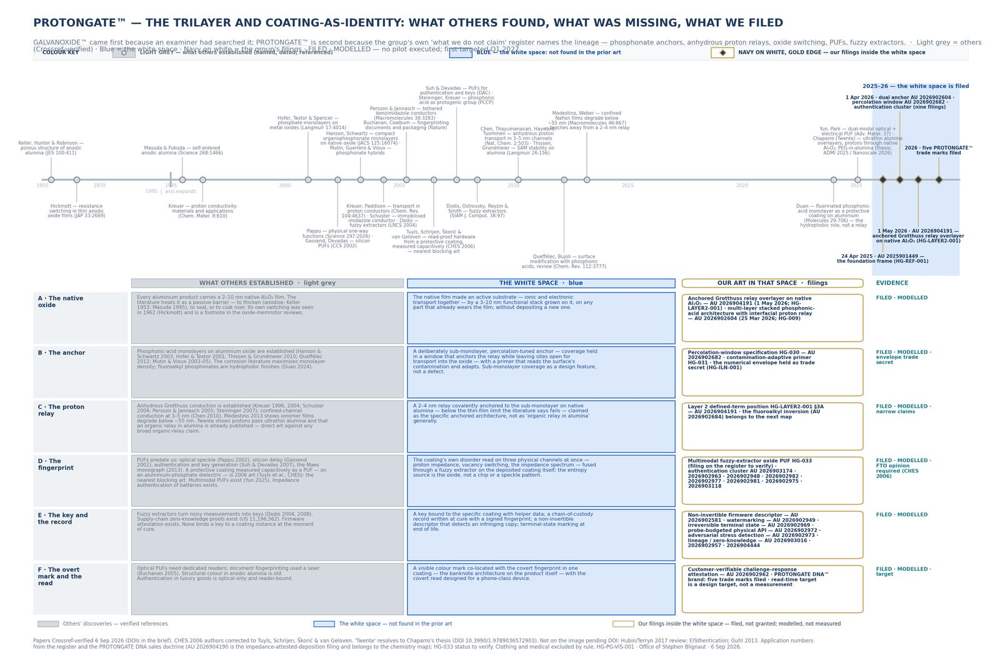 PROTONGATE™ — THE TRILAYER AND COATING-AS-IDENTITY: WHAT OTHERS FOUND, WHAT WAS MISSING, WHAT WE FILED
GALVANOXIDE™ came first because an examiner had searched it; PROTONGATE™ is second because the group's own 'what we do not claim' register names the lineage — phosphonate anchors, anhydrous proton relays, oxide switching, PUFs, fuzzy extractors. · Light grey = others
(Crossref-verified) · Blue = the white space · Navy on white = the group's filings · FILED · MODELLED — no pilot executed; first targeted Q1 2027
COLOUR KEY
LIGHT GREY — what others established (named, dated, referenced)
BLUE — the white space: not found in the prior art
NAVY ON WHITE, GOLD EDGE — our filings inside the white space
2025–26 — the white space is filed
Keller, Hunter & Robinson —
porous structure of anodic
alumina (JES 100:411)
Masuda & Fukuda — self-ordered
anodic alumina (Science 268:1466)
Hofer, Textor & Spencer —
phosphate monolayers on
metal oxides (Langmuir 17:4014)
Hanson, Schwartz — compact
organophosphonate monolayers
on native oxide (JACS 125:16074) ·
Mutin, Guerrero & Vioux —
phosphonate hybrids
Persson & Jannasch — tethered
benzimidazole conductors
(Macromolecules 38:3283) ·
Buchanan, Cowburn — fingerprinting
documents and packaging (Nature)
Suh & Devadas — PUFs for
authentication and keys (DAC) ·
Steininger, Kreuer — phosphonic
acid as protogenic group (PCCP)
Chen, Thayumanavan, Hayward,
Tuominen — anhydrous proton
transport in 3–5 nm channels
(Nat. Chem. 2:503) · Thissen,
Grundmeier — SAM stability on
alumina (Langmuir 26:156)
Modestino, Weber — confined
Nafion films degrade below
~55 nm (Macromolecules 46:867)
teaches away from a 2–4 nm relay
Yun, Park — dual-modal optical +
electrical PUF (Adv. Mater. 37) ·
Chaparro (Twente) — ultrathin alumina
overlayers, protons through native
Al₂O₃; PEG-in-alumina (thesis;
ADMI 2025 / Nanoscale 2026)
1 Apr 2026 · dual anchor AU 2026902604 ·
percolation window AU 2026902682 ·
authentication cluster (nine filings)
2026 · five PROTONGATE™
trade marks filed
1950
1970
1995
2000
2005
2010
2015
2020
2025
1995 | axis expands
Hickmott — resistance
switching in thin anodic
oxide films (JAP 33:2669)
Kreuer — proton conductivity:
materials and applications
(Chem. Mater. 8:610)
Pappu — physical one-way
functions (Science 297:2026) ·
Gassend, Devadas — silicon
PUFs (CCS 2002)
Kreuer, Paddison — transport in
proton conductors (Chem. Rev.
104:4637) · Schuster — immobilised
imidazole conductor · Dodis —
fuzzy extractors (LNCS 2004)
Tuyls, Schrijen, Škorić &
van Geloven — read-proof hardware
from a protective coating,
measured capacitively (CHES 2006)
— nearest blocking art
Dodis, Ostrovsky, Reyzin &
Smith — fuzzy extractors
(SIAM J. Comput. 38:97)
Queffélec, Bujoli — surface
modification with phosphonic
acids, review (Chem. Rev. 112:3777)
Duan — fluorinated phosphonic-
acid monolayer as a protective
coating on aluminium
(Molecules 29:706) — the
hydrophobic role, not a relay
1 May 2026 · AU 2026904191 —
anchored Grotthuss relay overlayer
on native Al₂O₃ (HG-LAYER2-001)
24 Apr 2025 · AU 2025901449 —
the foundation frame (HG-REF-001)
WHAT OTHERS ESTABLISHED · light grey
THE WHITE SPACE · blue
OUR ART IN THAT SPACE · filings
EVIDENCE
A · The native
oxide
Every aluminium product carries a 2–10 nm native Al₂O₃ film. The
literature treats it as a passive barrier — to thicken (anodise: Keller
1953; Masuda 1995), to seal, or to coat over. Its own switching was seen
in 1962 (Hickmott) and is a footnote in the oxide-memristor reviews.
The native film made an active substrate — ionic and electronic
transport together — by a 3–10 nm functional stack grown on it, on any
part that already wears the film, without depositing a new one.
Anchored Grotthuss relay overlayer on native
Al₂O₃ — AU 2026904191 (1 May 2026; HG-
LAYER2-001) · multi-layer stacked phosphonic-
acid architecture with interfacial proton relay
— AU 2026902604 (25 Mar 2026; HG-009)
FILED · MODELLED
B · The anchor
Phosphonic-acid monolayers on aluminium oxide are established (Hanson &
Schwartz 2003; Hofer & Textor 2001; Thissen & Grundmeier 2010; Queffélec
2012; Mutin & Vioux 2003–05). The corrosion literature maximises monolayer
density; fluoroalkyl phosphonates are hydrophobic finishes (Duan 2024).
A deliberately sub-monolayer, percolation-tuned anchor — coverage held
in a window that anchors the relay while leaving sites open for
transport into the oxide — with a primer that reads the surface's
contamination and adapts. Sub-monolayer coverage as a design feature,
not a defect.
Percolation-window specification HG-030 — AU
2026902682 · contamination-adaptive primer
HG-031 · the numerical envelope held as trade
secret (HG-ILN-001)
FILED · MODELLED ·
envelope trade
secret
C · The proton
relay
Anhydrous Grotthuss conduction is established (Kreuer 1996, 2004; Schuster
2004; Persson & Jannasch 2005; Steininger 2007); confined-channel
conduction at 3–5 nm (Chen 2010). Modestino 2013 shows ionomer films
degrade below ~55 nm. Twente shows protons pass ultrathin alumina and that
an organic relay in alumina is already published — direct art against any
broad organic-relay claim.
A 2–4 nm relay covalently anchored to the sub-monolayer on native
alumina — below the thin-film limit the literature says fails — claimed
as the specific anchored architecture, not as 'organic relay in alumina'
generally.
Layer 2 defined-term position HG-LAYER2-001 §3A
— AU 2026904191 · the fluoroalkyl inversion (AU
2026902684) belongs to the next map
FILED · MODELLED ·
narrow claims
D · The
fingerprint
PUFs predate us: optical speckle (Pappu 2002), silicon delay (Gassend
2002), authentication and key generation (Suh & Devadas 2007), the Maes
monograph (2013). A protective coating measured capacitively as a PUF — on
an aluminium-phosphate dielectric — is 2006 art (Tuyls et al., CHES): the
nearest blocking art. Multimodal PUFs exist (Yun 2025). Impedance
authentication of batteries exists.
The coating's own disorder read on three physical channels at once —
proton impedance, vacancy switching, the impedance spectrum — fused
through a fuzzy extractor on the deposited coating itself; the entropy
source is the oxide, not a chip or a speckle pattern.
Multimodal fuzzy-extractor oxide PUF HG-033
(filing on the register to verify) ·
authentication cluster AU 2026903174 ·
2026902963 · 2026902948 · 2026902982 ·
2026902977 · 2026902981 · 2026902975 ·
2026903118
FILED · MODELLED ·
FTO opinion
required (CHES
2006)
E · The key and
the record
Fuzzy extractors turn noisy measurements into keys (Dodis 2004, 2008).
Supply-chain zero-knowledge proofs exist (US 11,196,562). Firmware
attestation exists. None binds a key to a coating instance at the moment
of cure.
A key bound to the specific coating with helper data; a chain-of-custody
record written at cure with a signed fingerprint; a non-invertible
descriptor that detects an infringing copy; terminal-state marking at
end of life.
Non-invertible firmware descriptor — AU
2026902581 · watermarking — AU 2026902949 ·
irreversible terminal state — AU 2026902969 ·
probe-budgeted physical API — AU 2026902972 ·
adversarial stress detection — AU 2026902973 ·
lineage / zero-knowledge — AU 2026903016 ·
2026902957 · 2026904444
FILED · MODELLED
F · The overt
mark and the
read
Optical PUFs need dedicated readers; document fingerprinting used a laser
(Buchanan 2005). Structural colour in anodic alumina is old.
Authentication in luxury goods is optical-only and reader-bound.
A visible colour mark co-located with the covert fingerprint in one
coating — the banknote architecture on the product itself — with the
covert read designed for a phone-class device.
Customer-verifiable challenge-response
attestation — AU 2026902962 · PROTONGATE DNA™
brand: five trade marks filed · read-time target
is a design target, not a measurement
FILED · MODELLED ·
target
Others' discoveries — verified references
The white space — not found in the prior art
Our filings inside the white space — filed, not granted; modelled, not measured
Papers Crossref-verified 6 Sep 2026 (DOIs in the brief). CHES 2006 authors corrected to Tuyls, Schrijen, Škorić & van Geloven. 'Twente' resolves to Chaparro's thesis (DOI 10.3990/1.9789036572903). Not on the image pending DOI: Hubin/Terryn 2017 review; ElSthentication; Guhl 2013. Application numbers
from the register and the PROTONGATE DNA sales doctrine (AU 2026904190 is the impedance-attested-deposition filing and belongs to the chemistry map); HG-033 status to verify. Clothing and medical excluded by rule. HG-PG-VIS-001 · Office of Stephen Blignaut · 6 Sep 2026.